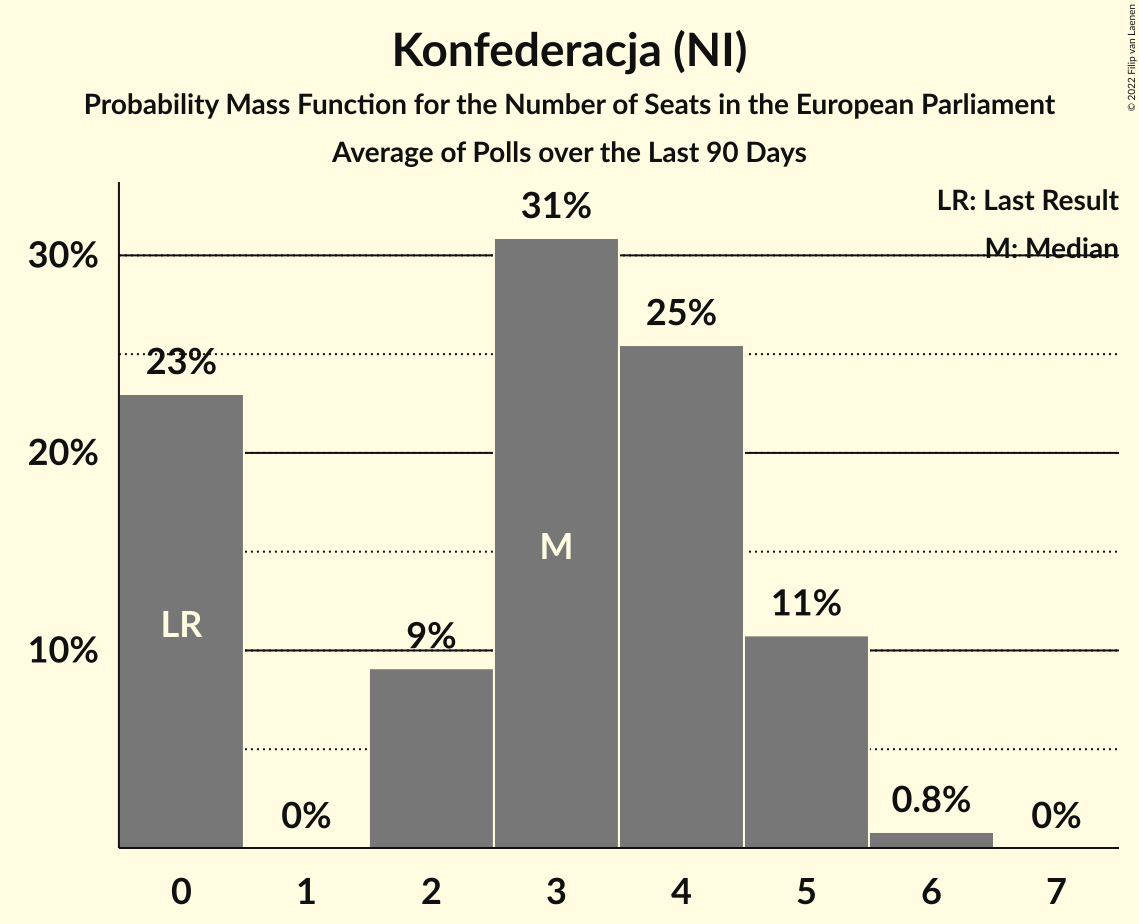 Konfederacja (NI)
Probability Mass Function for the Number of Seats in the European Parliament
Average of Polls over the Last 90 Days
© 2022 Filip van Laenen
LR: Last Result
M: Median
30%
20%
10%
23%
0%
9%
31%
25%
11%
0.8%
0%
LR
M
0 1 2 3 4 5 6 7